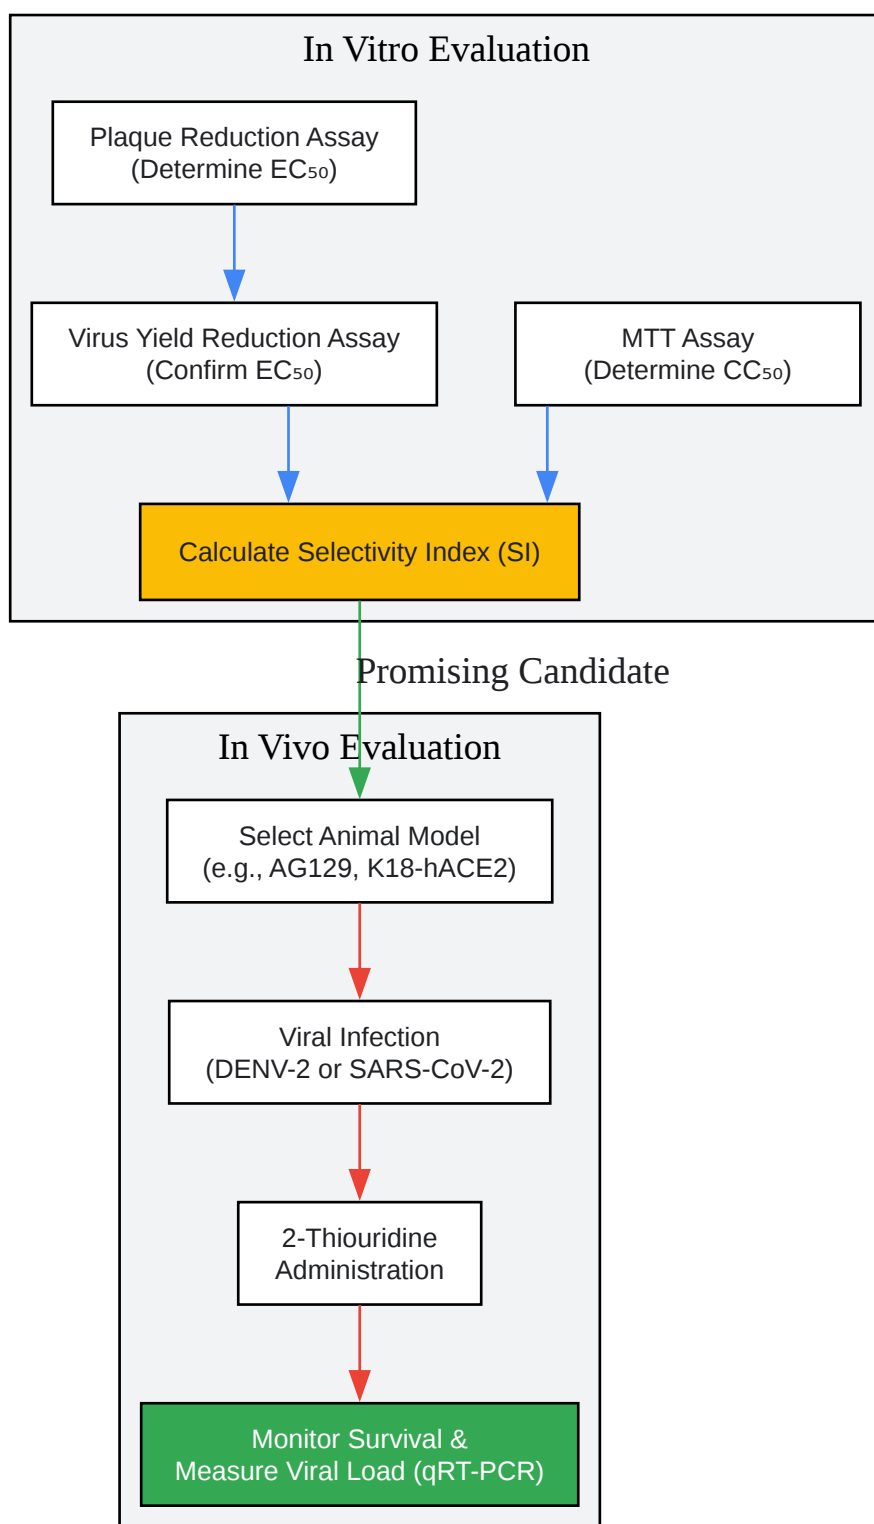 In Vitro Evaluation
Plaque Reduction Assay
(Determine EC₅₀)
Virus Yield Reduction Assay
(Confirm EC₅₀)
MTT Assay
(Determine CC₅₀)
Calculate Selectivity Index (SI)
Promising Candidate
In Vivo Evaluation
Select Animal Model
(e.g., AG129, K18-hACE2)
Viral Infection
(DENV-2 or SARS-CoV-2)
2-Thiouridine
Administration
Monitor Survival &
Measure Viral Load (qRT-PCR)